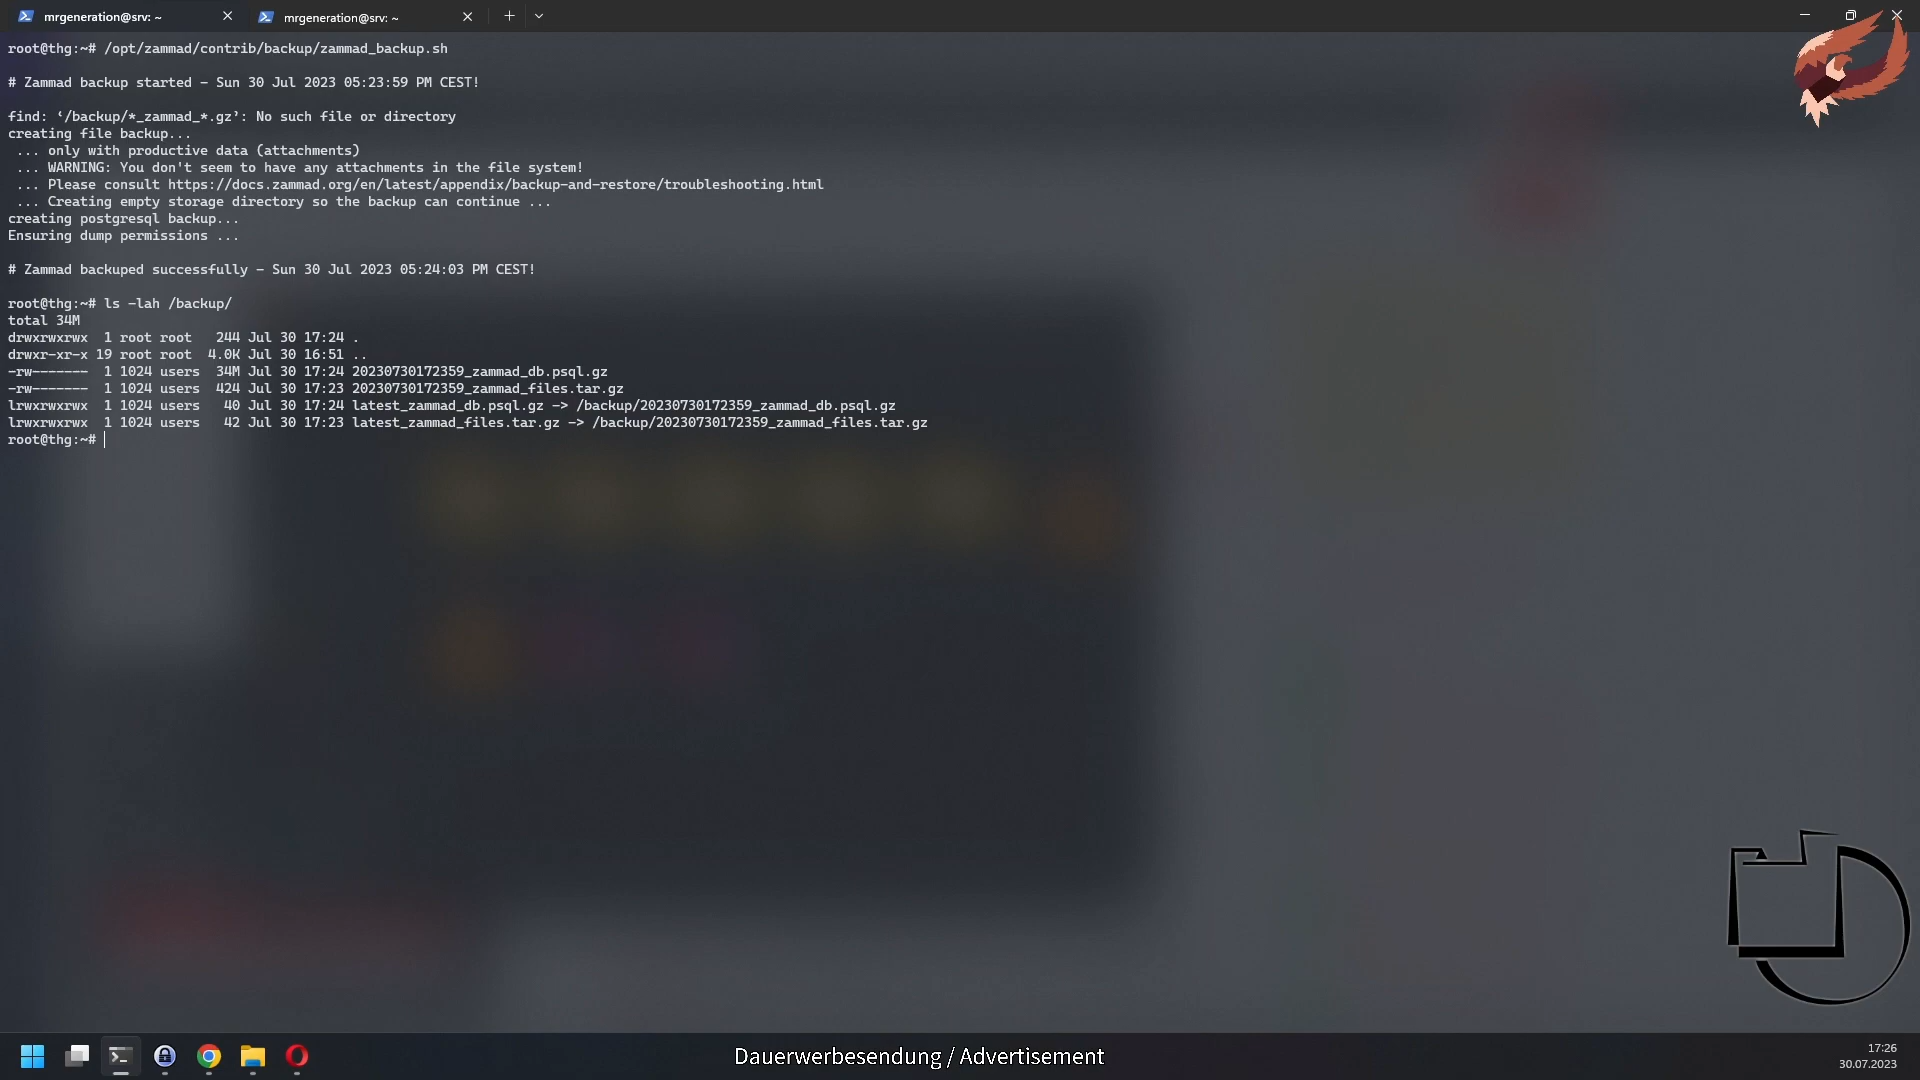 mrgeneration@srv: ~
mrgeneration@srv: ~
root@thg:~# /opt/zammad/contrib/backup/zammad_backup.sh
# Zammad backup started - Sun 30 Jul 2023 05:23:59 PM CEST!
find: ‘/backup/*_zammad_*.gz’: No such file or directory
creating file backup...
 ... only with productive data (attachments)
 ... WARNING: You don't seem to have any attachments in the file system!
 ... Please consult https://docs.zammad.org/en/latest/appendix/backup-and-restore/troubleshooting.html
 ... Creating empty storage directory so the backup can continue ...
creating postgresql backup...
Ensuring dump permissions ...
# Zammad backuped successfully - Sun 30 Jul 2023 05:24:03 PM CEST!
root@thg:~# ls -lah /backup/
total 34M
drwxrwxrwx  1 root root   244 Jul 30 17:24 .
drwxr-xr-x 19 root root  4.0K Jul 30 16:51 ..
-rw-------  1 1024 users  34M Jul 30 17:24 20230730172359_zammad_db.psql.gz
-rw-------  1 1024 users  424 Jul 30 17:23 20230730172359_zammad_files.tar.gz
lrwxrwxrwx  1 1024 users   40 Jul 30 17:24 latest_zammad_db.psql.gz -> /backup/20230730172359_zammad_db.psql.gz
lrwxrwxrwx  1 1024 users   42 Jul 30 17:23 latest_zammad_files.tar.gz -> /backup/20230730172359_zammad_files.tar.gz
root@thg:~#
Dauerwerbesendung / Advertisement
17:26
30.07.2023